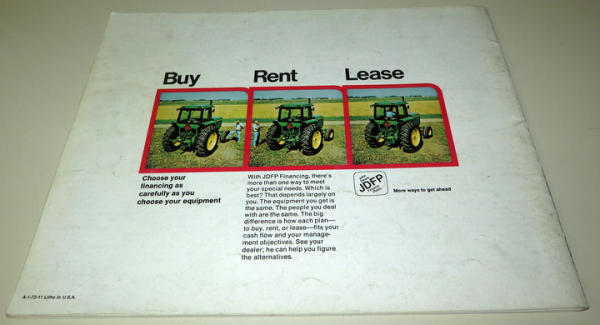 Buy Rent Lease
Choose your
financing as
carefully as you
choose your equipment
With JDFP Financing, there's
more than one way to meet
your special needs. Which is
best? That depends largely on
you. The equipment you get is
the same. The people you deal
with are the same. The big
difference is how each plan—
to buy, rent, or lease—fits your
cash flow and your manage-
ment objectives. See your
dealer; he can help you figure
the alternatives.
JDFP
More ways to get ahead
A-1-72-11 Litho in U.S.A.